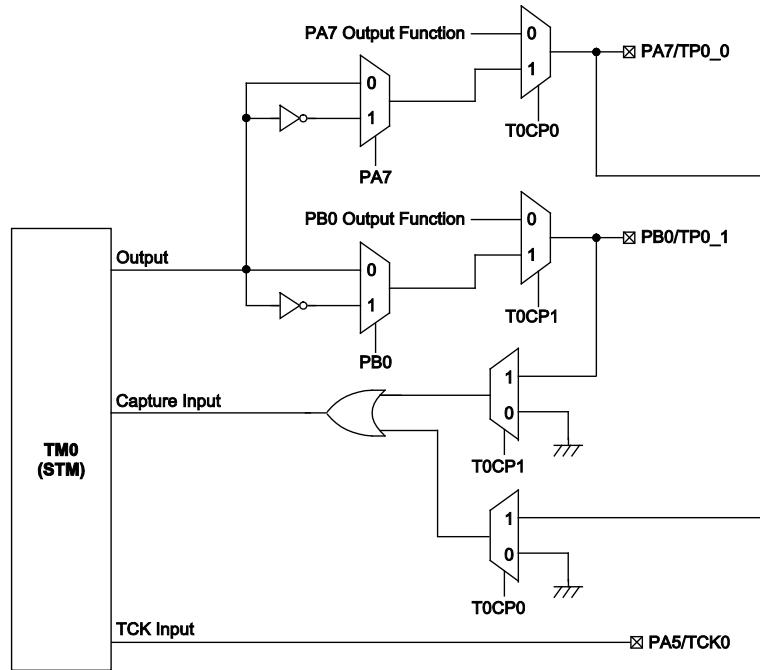 PA7 Output Function
0
1
T0CP0
PA7/TP0_0
0
1
PA7
PB0 Output Function
0
1
T0CP1
PB0/TP0_1
Output
0
1
PB0
Capture Input
1
0
T0CP1
TM0
(STM)
1
0
T0CP0
TCK Input
PA5/TCK0